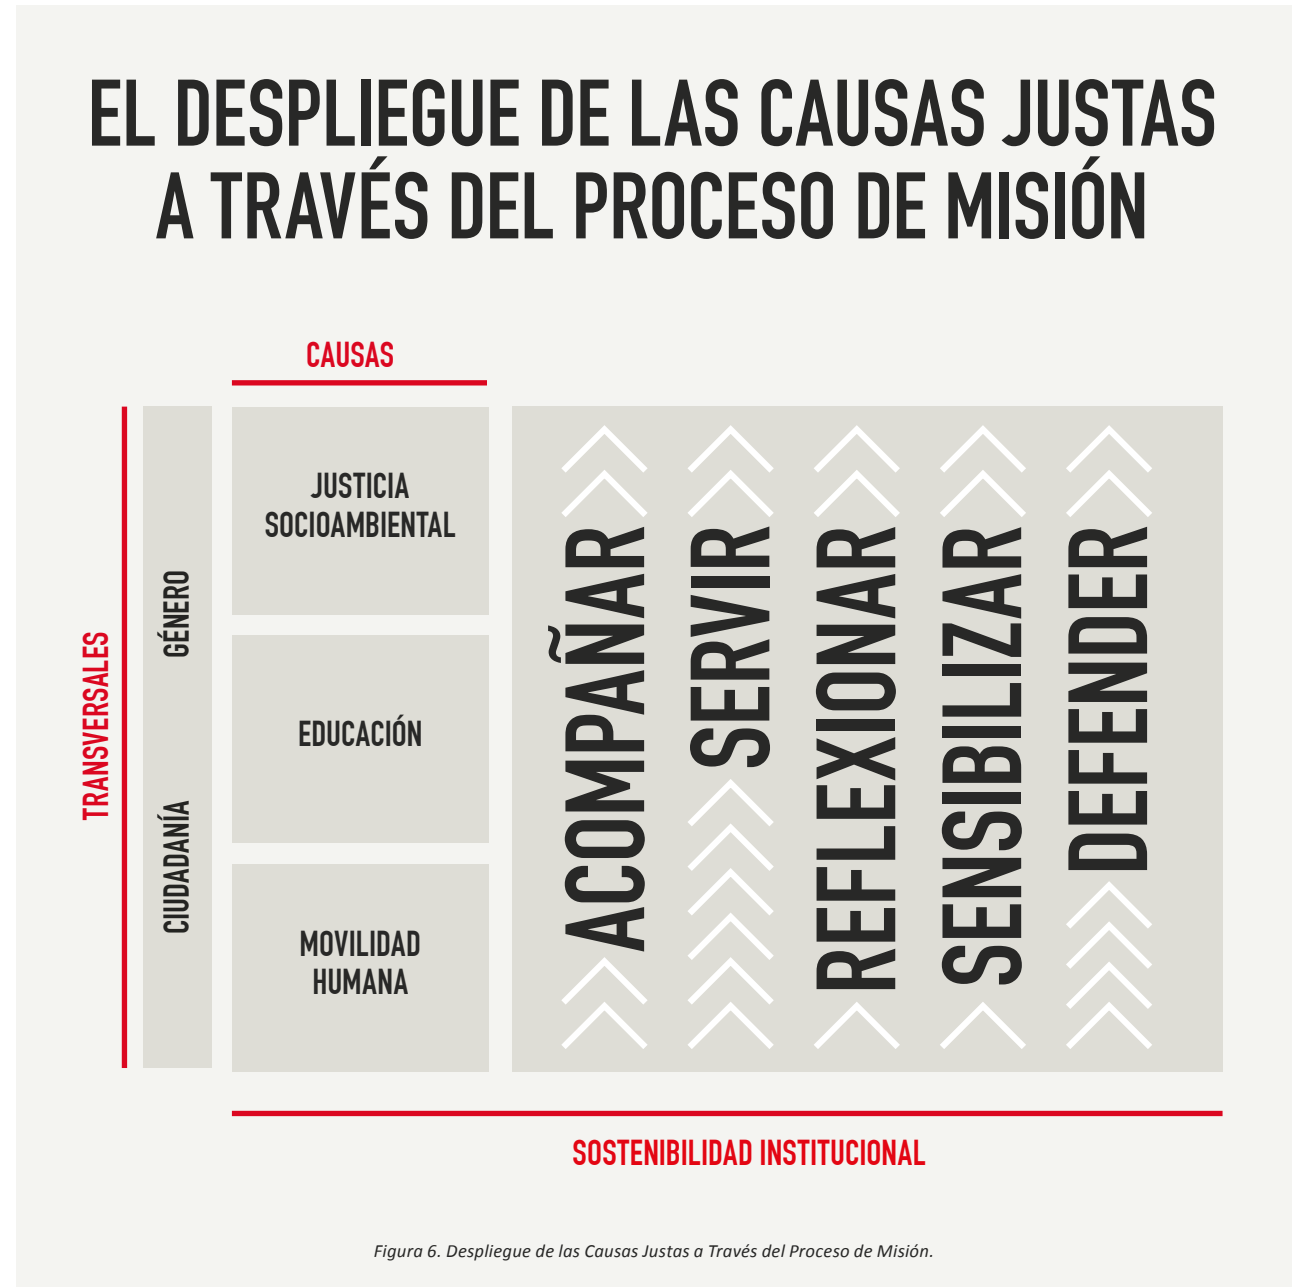 EL DESPLIEGUE DE LAS CAUSAS JUSTAS
A TRAVÉS DEL PROCESO DE MISIÓN
CAUSAS
TRANSVERSALES
GÉNERO
CIUDADANÍA
JUSTICIA
SOCIOAMBIENTAL
EDUCACIÓN
MOVILIDAD
HUMANA
ACOMPAÑAR
SERVIR
REFLEXIONAR
SENSIBILIZAR
DEFENDER
SOSTENIBILIDAD INSTITUCIONAL
Figura 6. Despliegue de las Causas Justas a Través del Proceso de Misión.